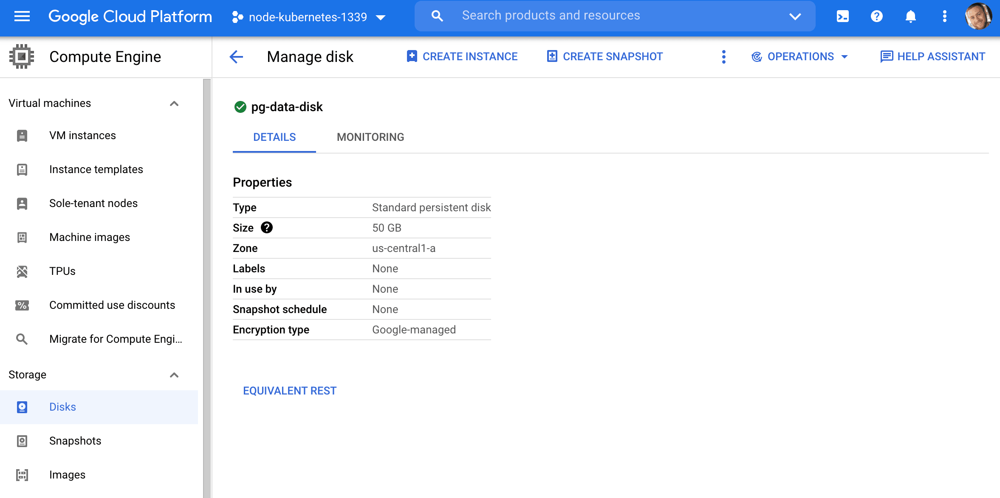 Google Cloud Platform
node-kubernetes-1339
Search products and resources
Compute Engine
Manage disk
CREATE INSTANCE
CREATE SNAPSHOT
OPERATIONS
HELP ASSISTANT
Virtual machines
VM instances
Instance templates
Sole-tenant nodes
Machine images
TPUs
Committed use discounts
Migrate for Compute Engi...
Storage
Disks
Snapshots
Images
pg-data-disk
DETAILS
MONITORING
Properties
Type Standard persistent disk
Size ? 50 GB
Zone us-central1-a
Labels None
In use by None
Snapshot schedule None
Encryption type Google-managed
EQUIVALENT REST